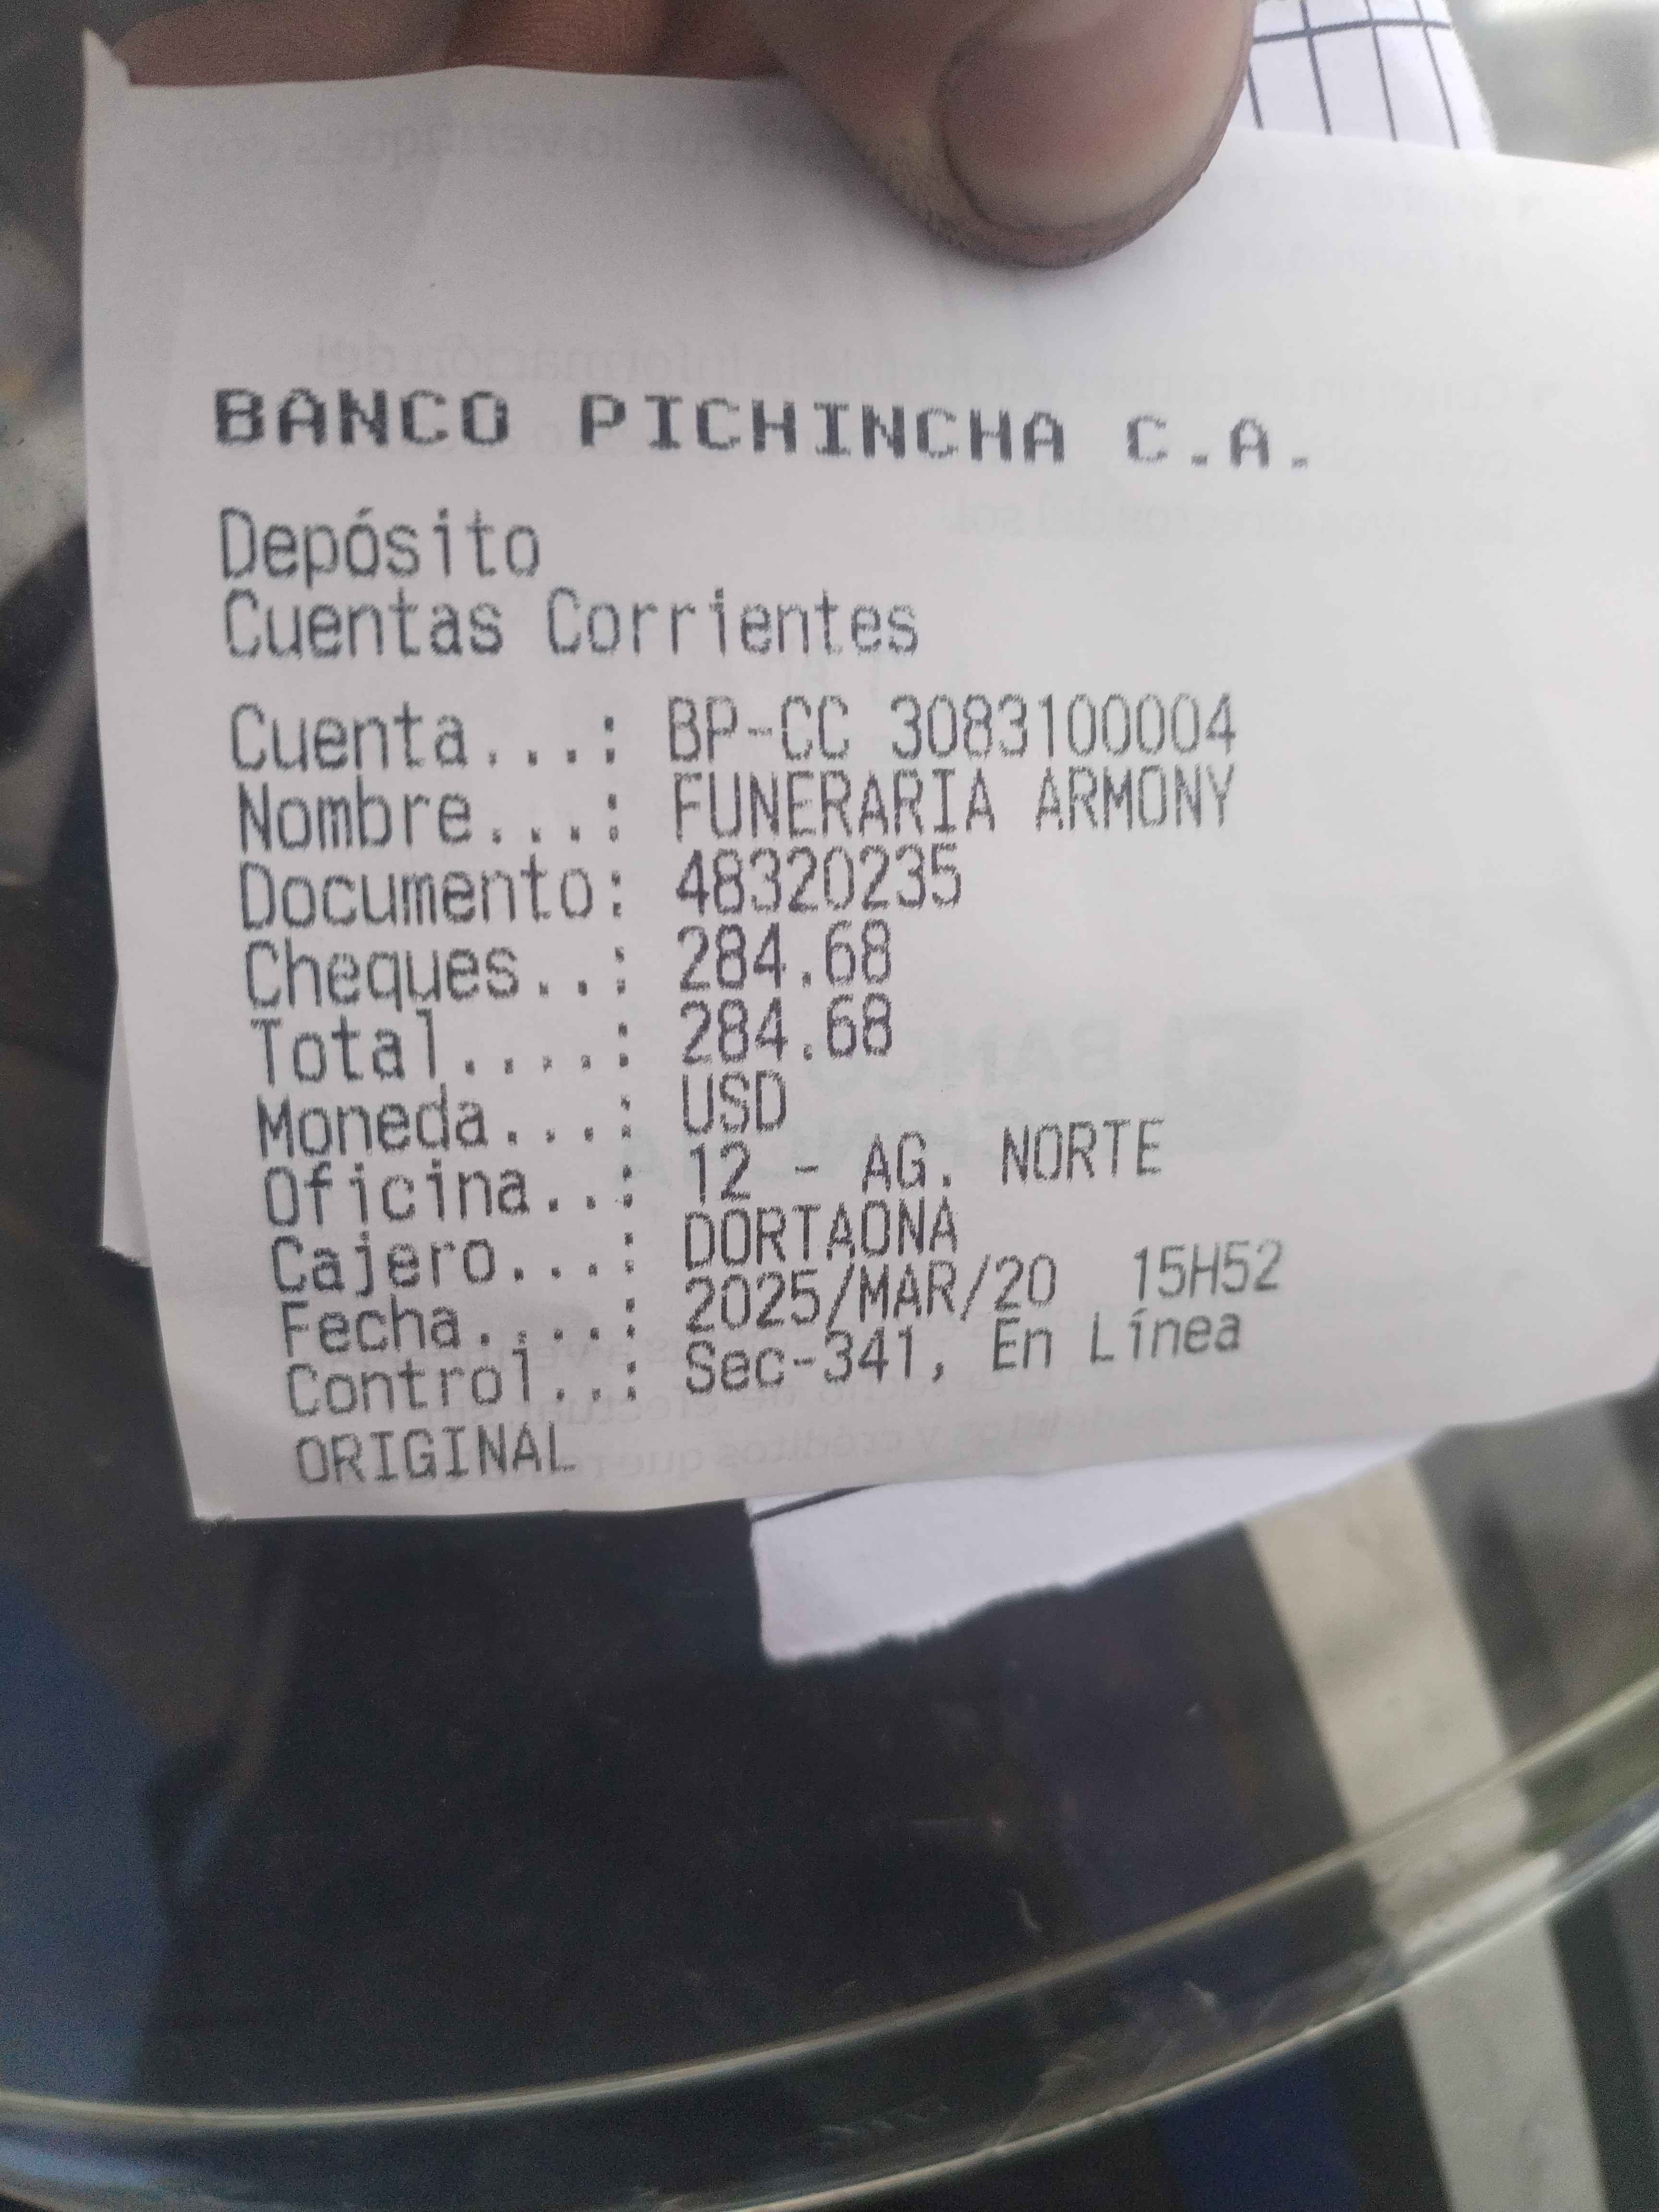 BANCO PICHINCHA C.A.
Depósito
Cuentas Corrientes
Cuenta...: BP-CC 3083100004
Nombre...: FUNERARIA ARMONY
Documento: 48320235
Cheques..: 284.68
Total....: 284.68
Moneda...: USD
Oficina..: 12 - AG. NORTE
Cajero...: DORTAONA
Fecha....: 2025/MAR/20 15H52
Control..: Sec-341, En Línea
ORIGINAL